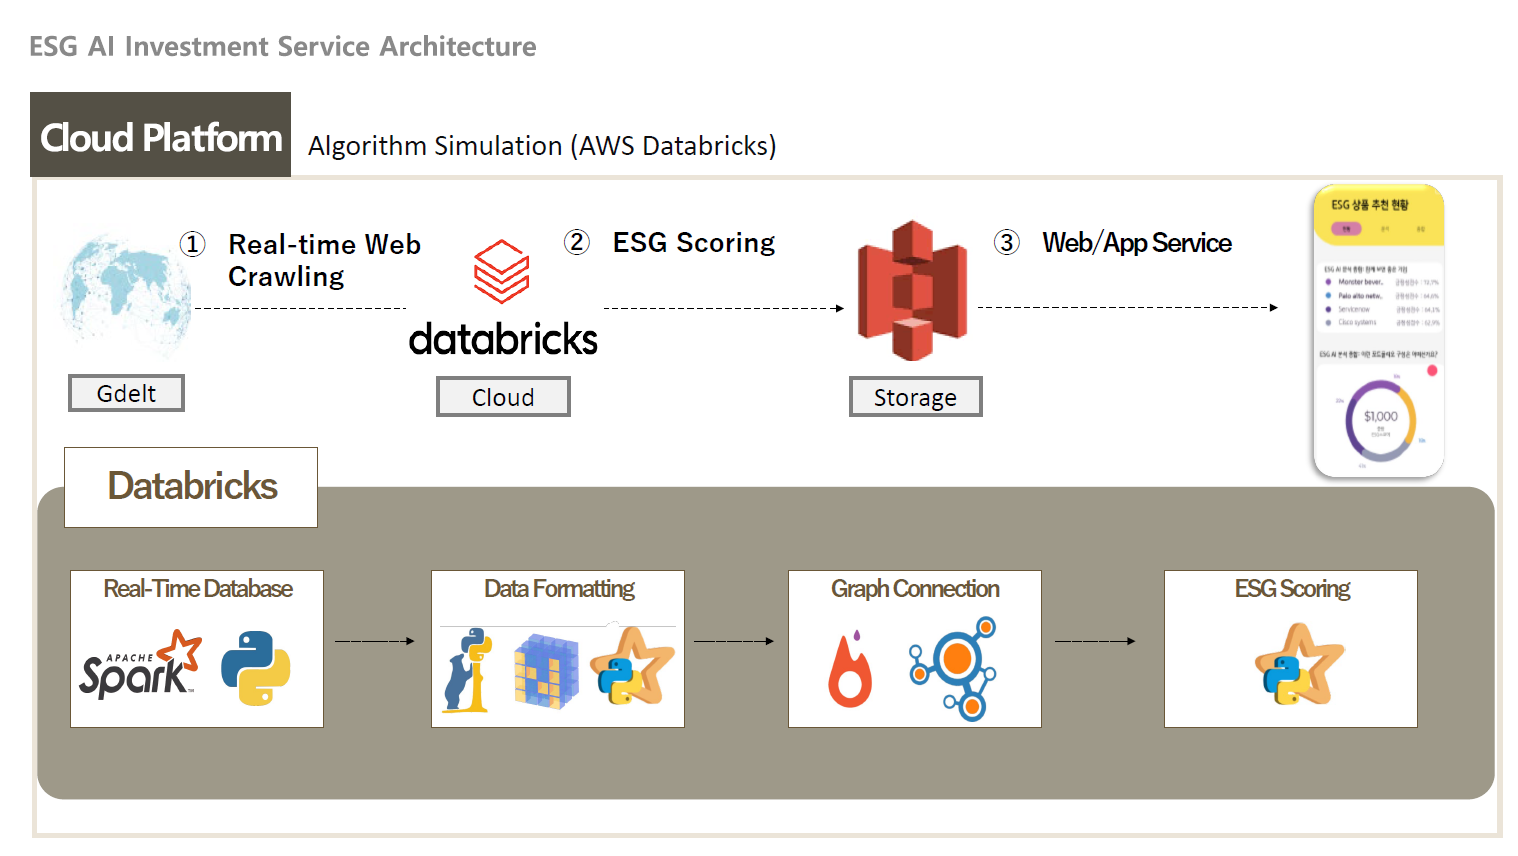 ESG AI Investment Service Architecture
Cloud Platform
Algorithm Simulation (AWS Databricks)
① Real-time Web
Crawling
② ESG Scoring
③ Web/App Service
databricks
Gdelt
Cloud
Storage
ESG 상품 추천 현황
Monster bever..
Palo alto netw..
Servicenow
Cisco systems
$1,000
Databricks
Real-Time Database
Data Formatting
Graph Connection
ESG Scoring
APACHE
Spark